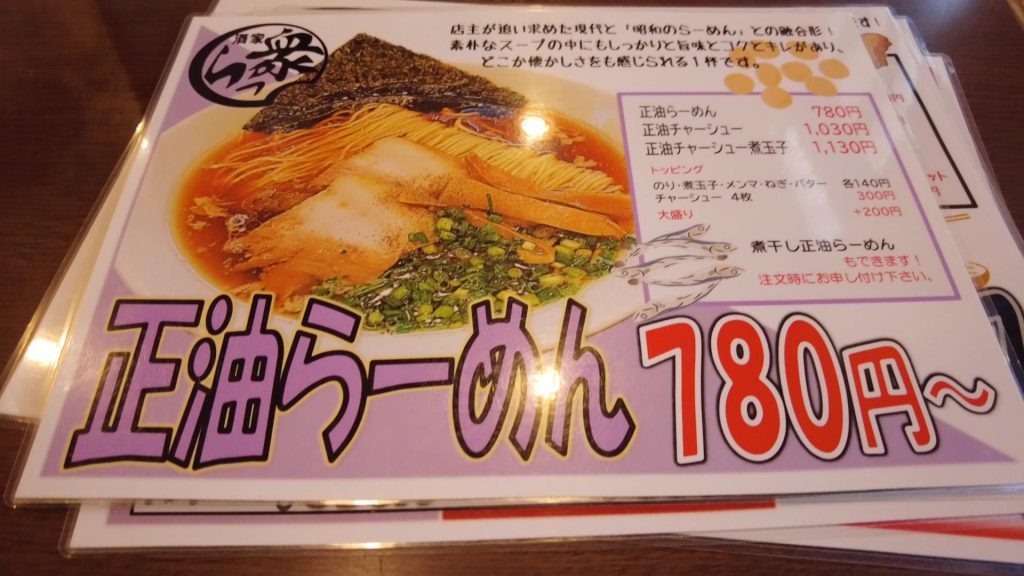 酒家
衆
らっ
店主が追い求めた現代と「昭和のらーめん」との融合形！
素朴なスープの中にもしっかりと旨味とコクとキレがあり、
どこか懐かしさをも感じられる１杯です。
正油らーめん 780円
正油チャーシュー 1,030円
正油チャーシュー煮玉子 1,130円
トッピング
のり・煮玉子・メンマ・ねぎ・バター 各140円
チャーシュー 4枚 300円
大盛り +200円
煮干し正油らーめん
もできます！
注文時にお申し付け下さい。
正油らーめん 780円～
ます！
円
ット
円